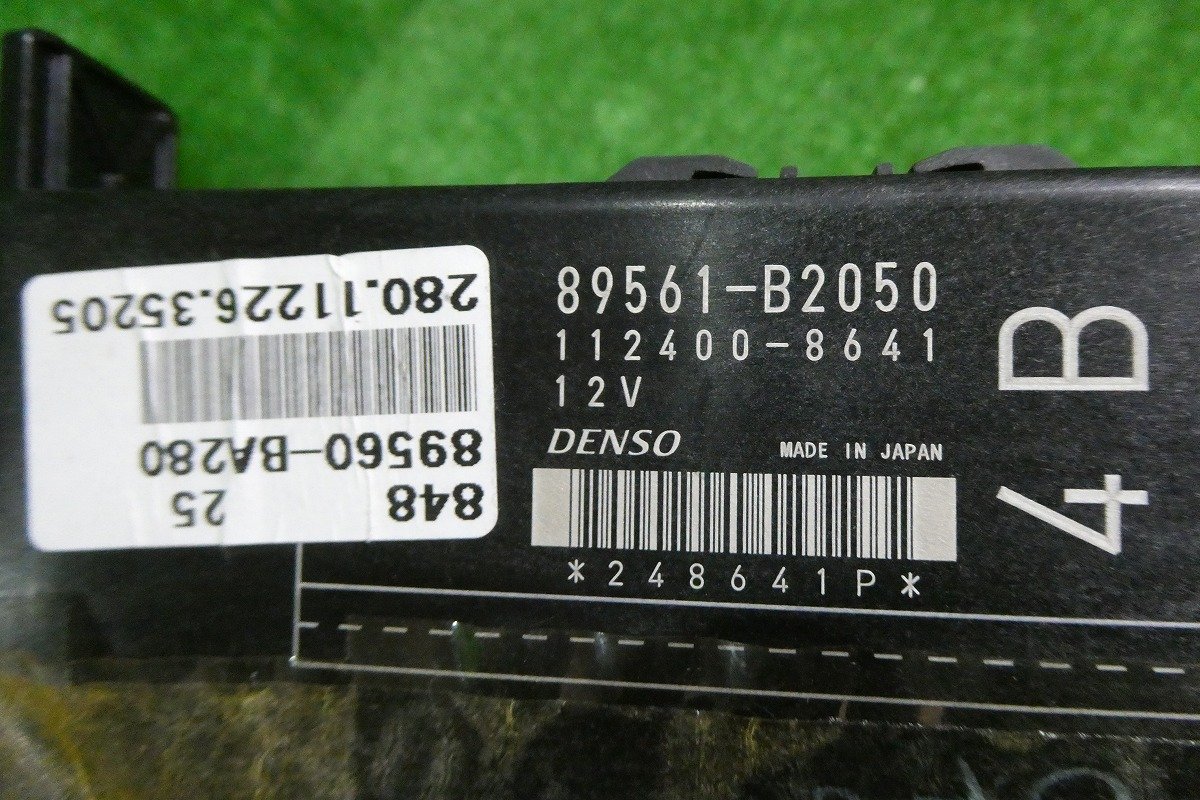 89561-B2050
112400-8641
12V
DENSO MADE IN JAPAN
*248641P*
4B
848 25
89560-BA280
280.11226.35205